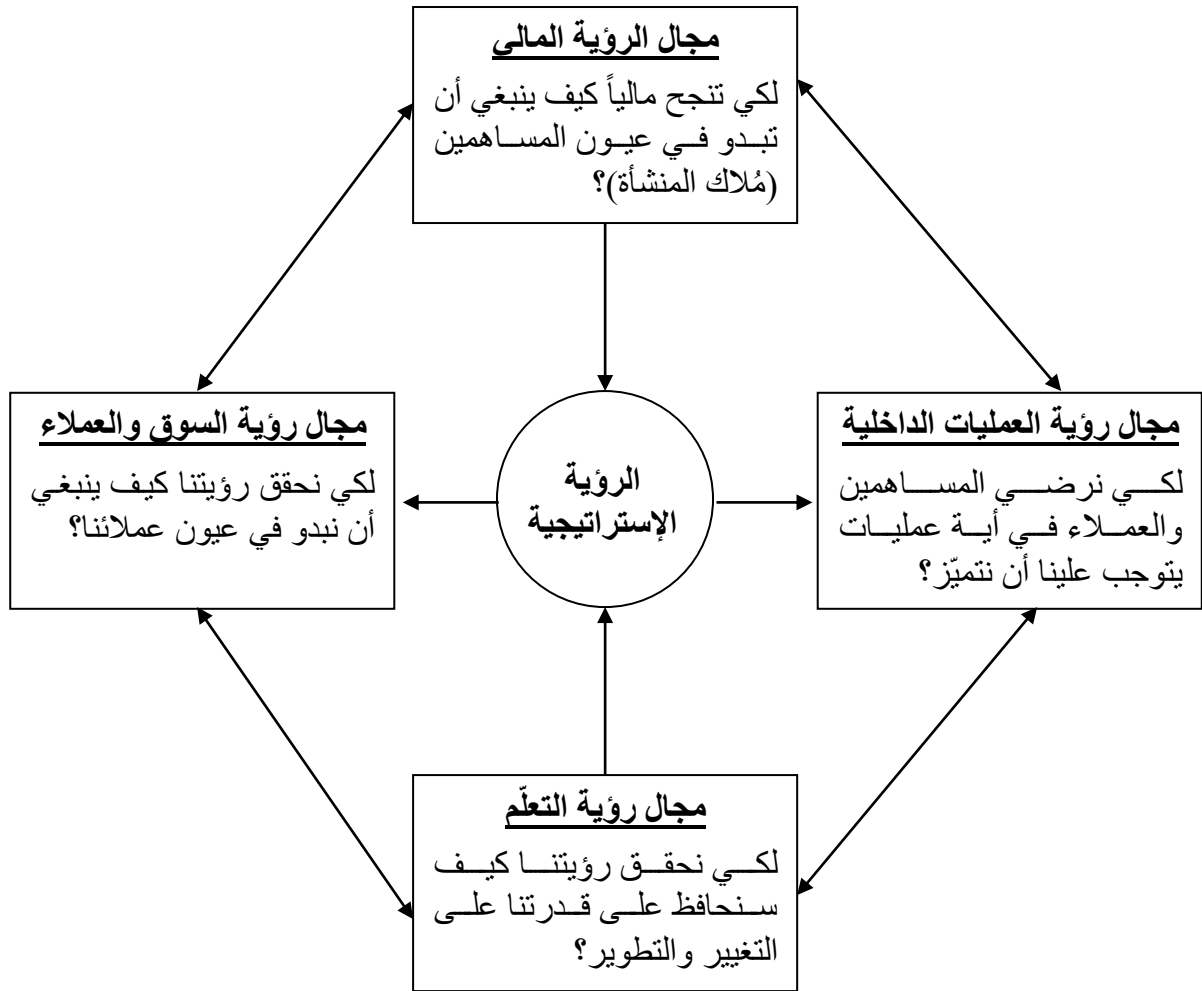 مجال الرؤية المالي
لكي تنجح مالياً كيف ينبغي أن
تبدو في عيون المساهمين
(مُلاك المنشأة)؟
مجال رؤية العمليات الداخلية
لكي نرضي المساهمين
والعملاء في أية عمليات
يتوجب علينا أن نتميّز؟
الرؤية
الإستراتيجية
مجال رؤية السوق والعملاء
لكي نحقق رؤيتنا كيف ينبغي
أن نبدو في عيون عملائنا؟
مجال رؤية التعلّم
لكي نحقق رؤيتنا كيف
سنحافظ على قدرتنا على
التغيير والتطوير؟